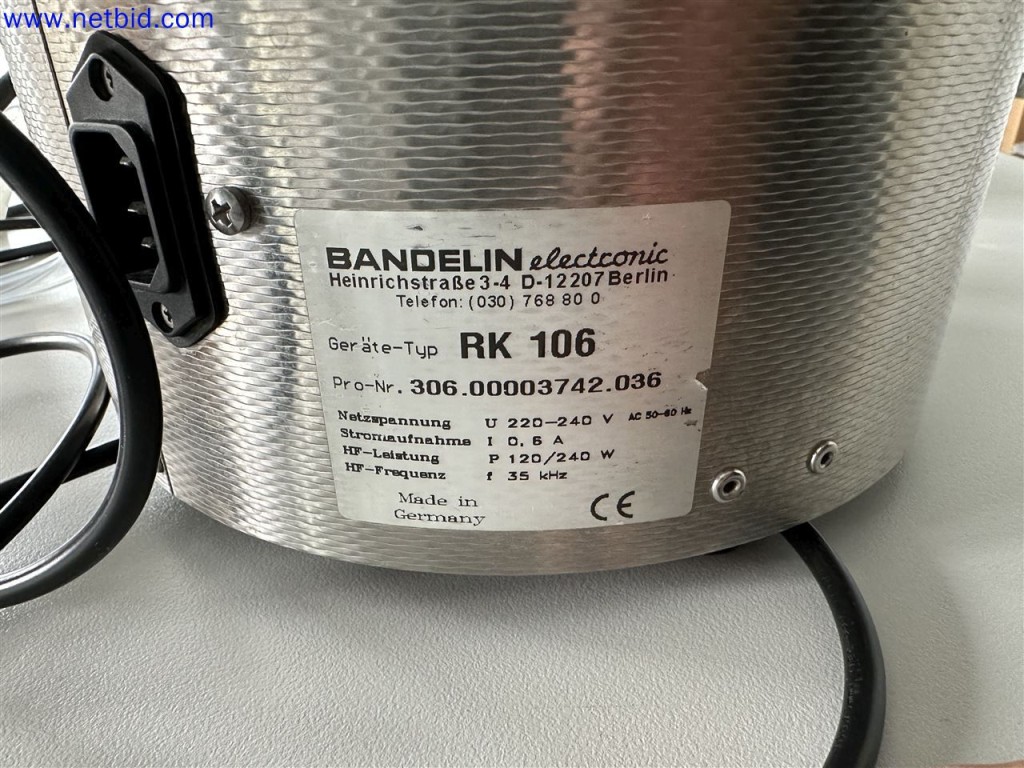 www.netbid.com
BANDELIN electronic
Heinrichstraße 3-4 D-12207 Berlin
Telefon: (030) 768 80 0
Geräte-Typ RK 106
Pro-Nr. 306.00003742.036
Netzspannung U 220-240 V AC 50-60 Hz
Stromaufnahme I 0,6 A
HF-Leistung P 120/240 W
HF-Frequenz f 35 kHz
Made in
Germany
CE